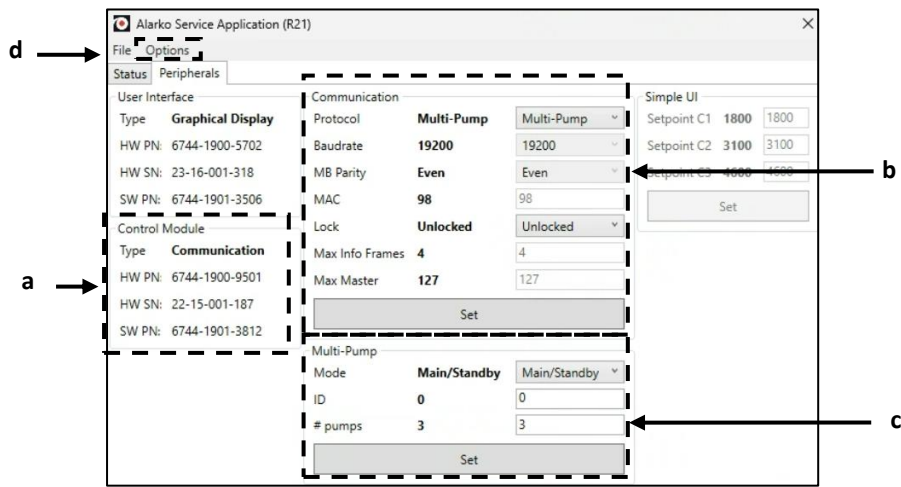 Alarko Service Application (R21)
d
File Options
Status Peripherals
User Interface
Type Graphical Display
HW PN: 6744-1900-5702
HW SN: 23-16-001-318
SW PN: 6744-1901-3506
Control Module
Type Communication
HW PN: 6744-1900-9501
HW SN: 22-15-001-187
SW PN: 6744-1901-3812
a
Communication
Protocol Multi-Pump Multi-Pump
Baudrate 19200 19200
MB Parity Even Even
MAC 98 98
Lock Unlocked Unlocked
Max Info Frames 4 4
Max Master 127 127
Set
Multi-Pump
Mode Main/Standby Main/Standby
ID 0 0
# pumps 3 3
Set
Simple UI
Setpoint C1 1800 1800
Setpoint C2 3100 3100
Setpoint C3 4600 4600
Set
b
c